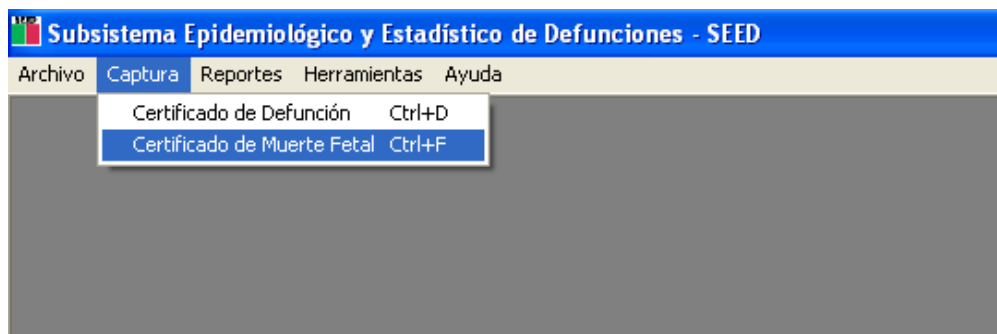 Subsistema Epidemiológico y Estadístico de Defunciones - SEED
Archivo Captura Reportes Herramientas Ayuda
Certificado de Defunción Ctrl+D
Certificado de Muerte Fetal Ctrl+F